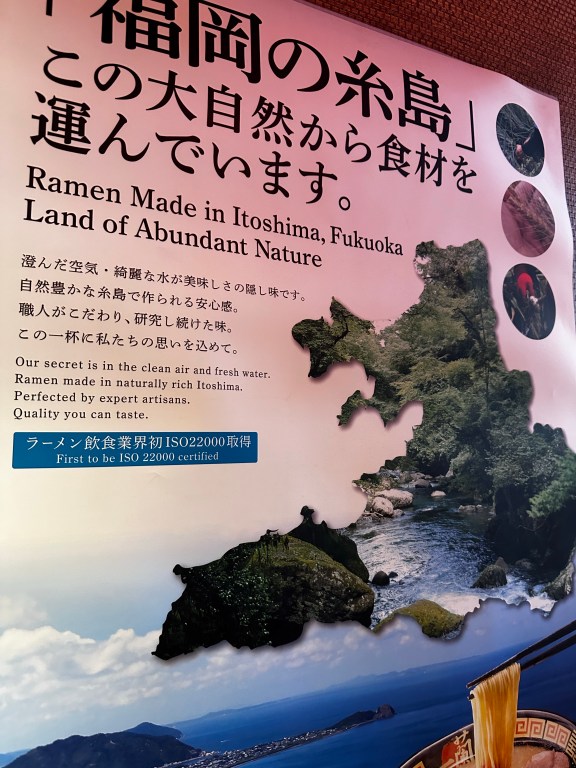 「福岡の糸島」
この大自然から食材を
運んでいます。
Ramen Made in Itoshima, Fukuoka
Land of Abundant Nature
澄んだ空気・綺麗な水が美味しさの隠し味です。
自然豊かな糸島で作られる安心感。
職人がこだわり、研究し続けた味。
この一杯に私たちの思いを込めて。
Our secret is in the clean air and fresh water.
Ramen made in naturally rich Itoshima.
Perfected by expert artisans.
Quality you can taste.
ラーメン飲食業界初ISO22000取得
First to be ISO 22000 certified